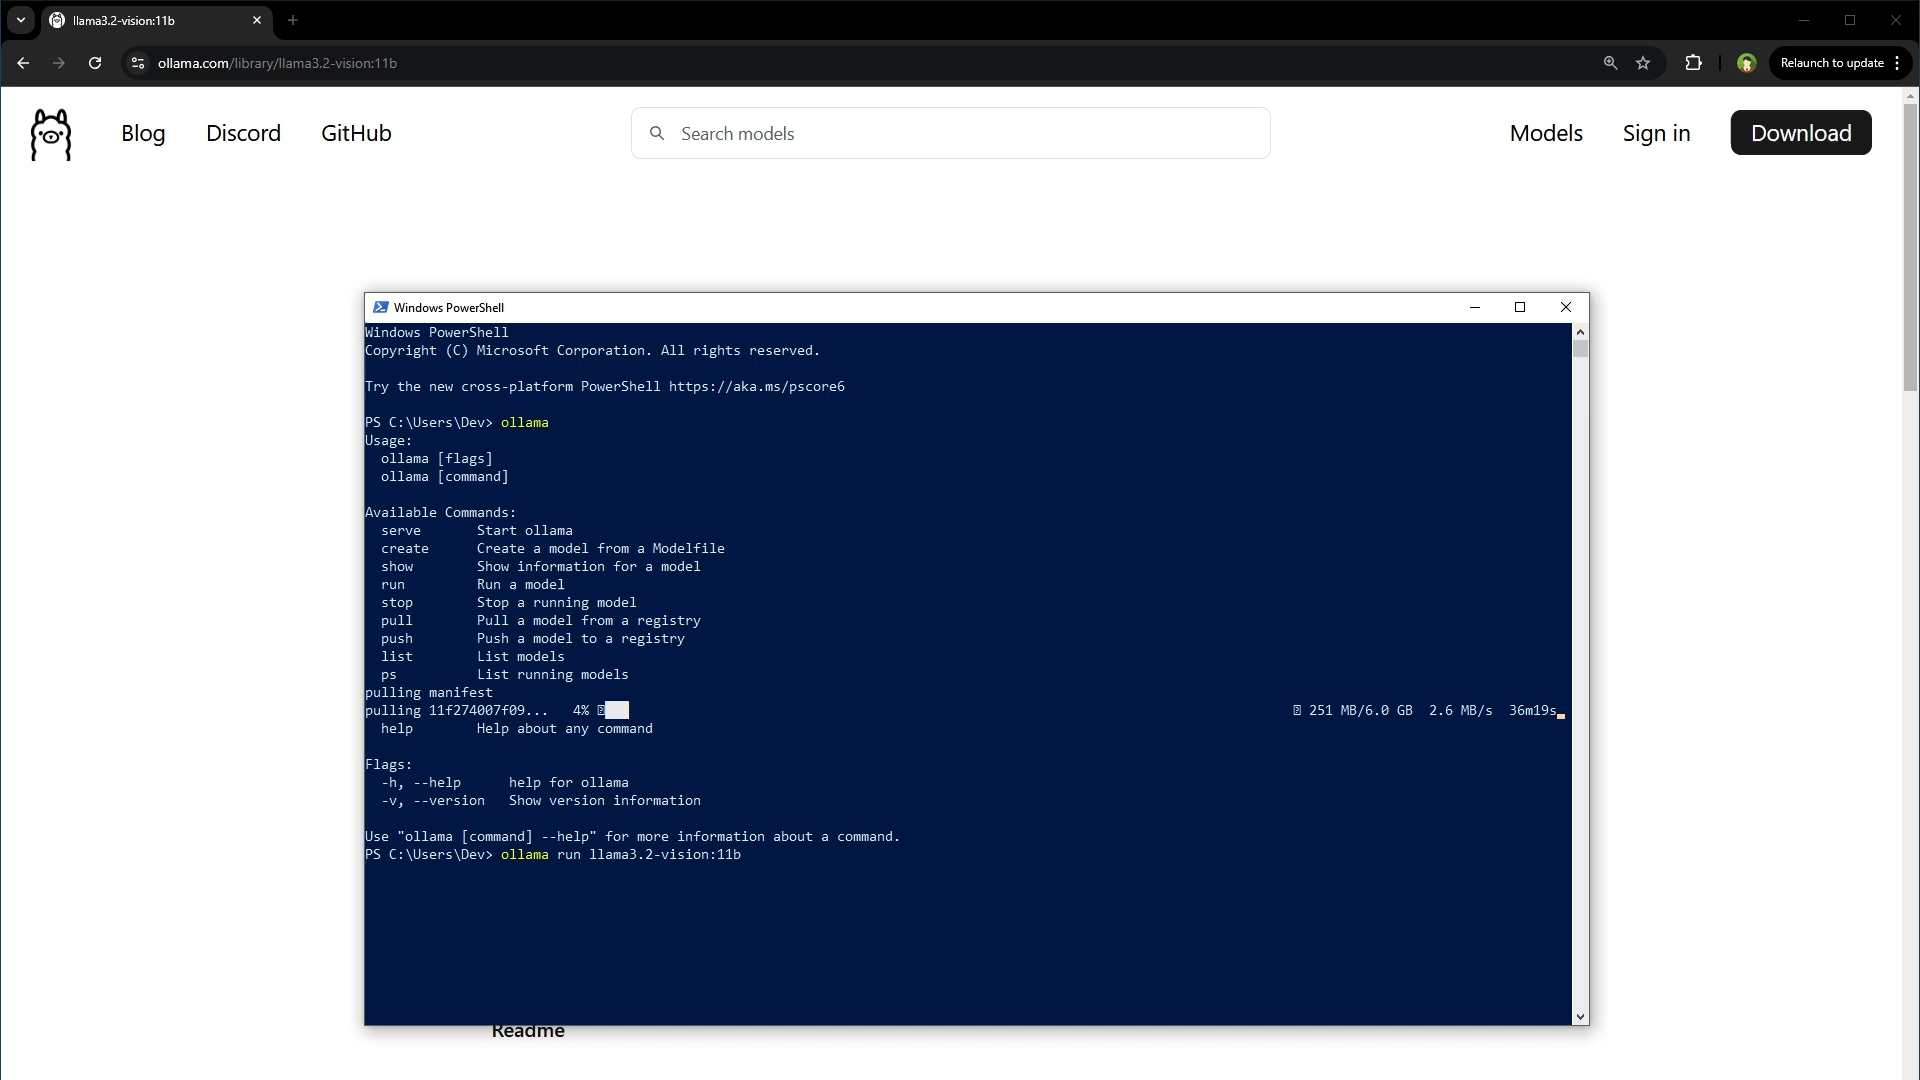 llama3.2-vision:11b
ollama.com/library/llama3.2-vision:11b
Relaunch to update
Blog Discord GitHub Search models Models Sign in Download
Windows PowerShell
Windows PowerShell
Copyright (C) Microsoft Corporation. All rights reserved.
Try the new cross-platform PowerShell https://aka.ms/pscore6
PS C:\Users\Dev> ollama
Usage:
  ollama [flags]
  ollama [command]
Available Commands:
  serve       Start ollama
  create      Create a model from a Modelfile
  show        Show information for a model
  run         Run a model
  stop        Stop a running model
  pull        Pull a model from a registry
  push        Push a model to a registry
  list        List models
  ps          List running models
pulling manifest
pulling 11f274007f09...   4% 251 MB/6.0 GB  2.6 MB/s  36m19s
  help        Help about any command
Flags:
  -h, --help      help for ollama
  -v, --version   Show version information
Use "ollama [command] --help" for more information about a command.
PS C:\Users\Dev> ollama run llama3.2-vision:11b
Readme